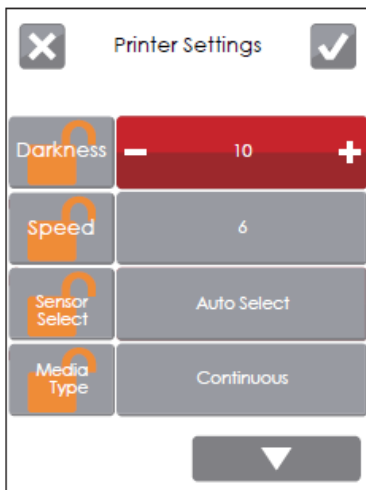 Printer Settings
Darkness
10
Speed
6
Sensor
Select
Auto Select
Media
Type
Continuous